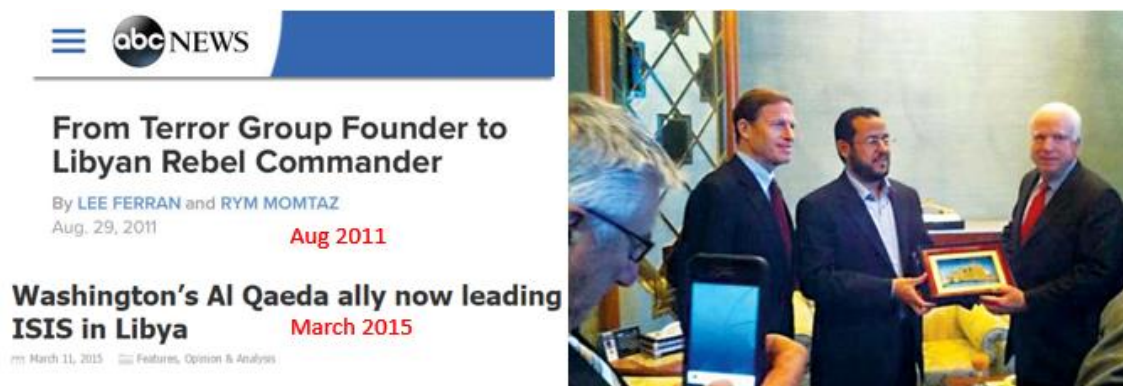 abc NEWS
From Terror Group Founder to
Libyan Rebel Commander
By LEE FERRAN and RYM MOMTAZ
Aug. 29, 2011
Aug 2011
Washington's Al Qaeda ally now leading
ISIS in Libya
March 2015
March 11, 2015 Features, Opinion & Analysis